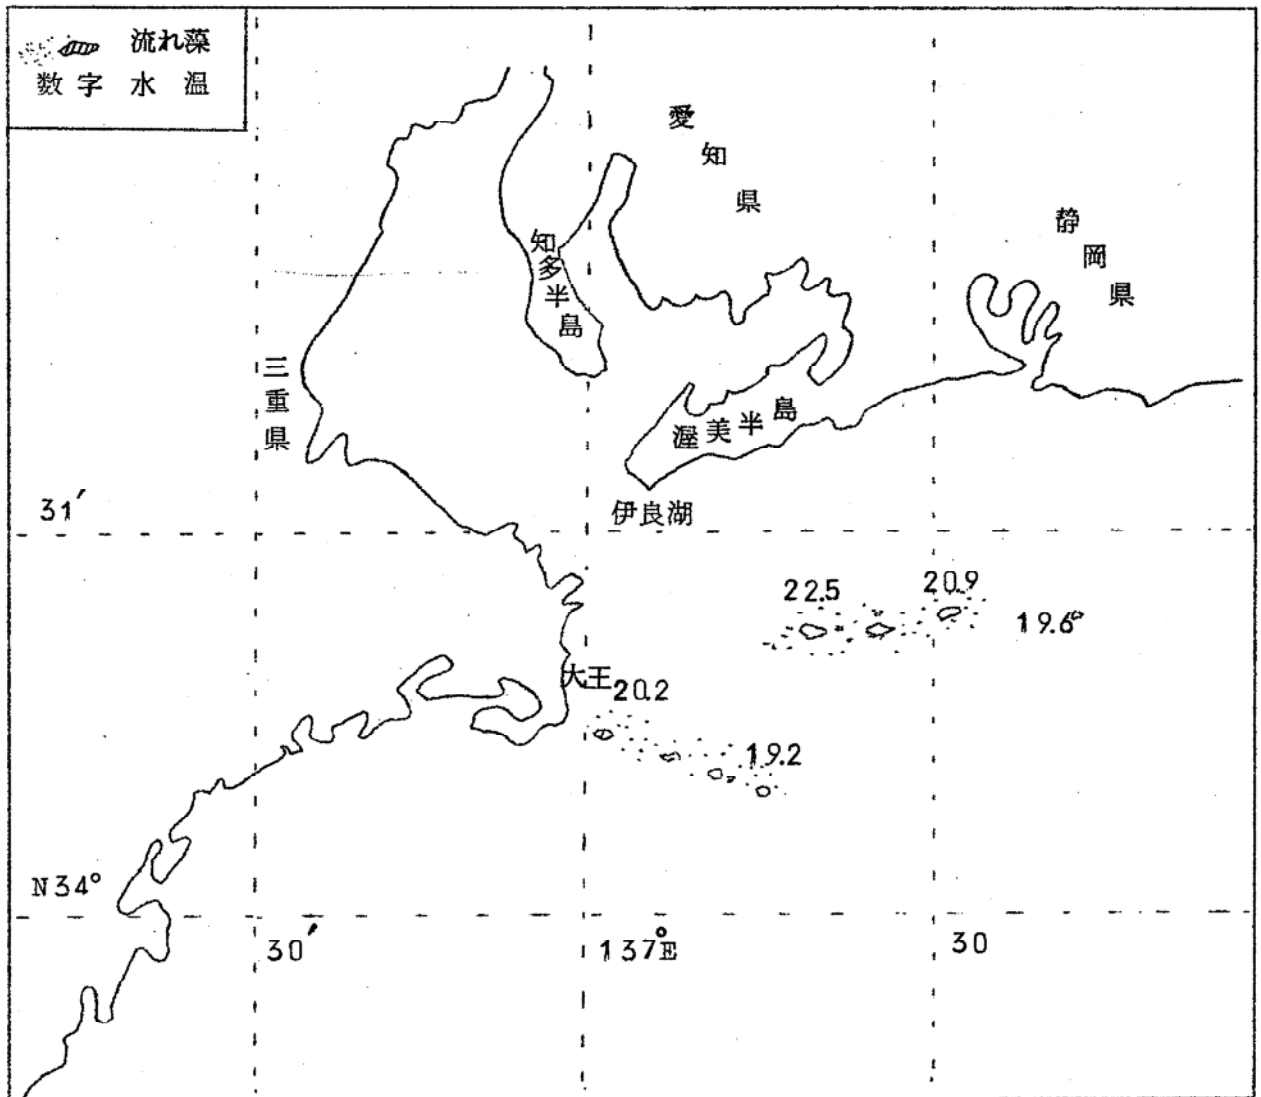 流れ藻
数字 水温
愛知県
静岡県
知多半島
三重県
渥美半島
伊良湖
31′
22.5
20.9
19.6°
大王
20.2
19.2
N34°
30′
137°E
30